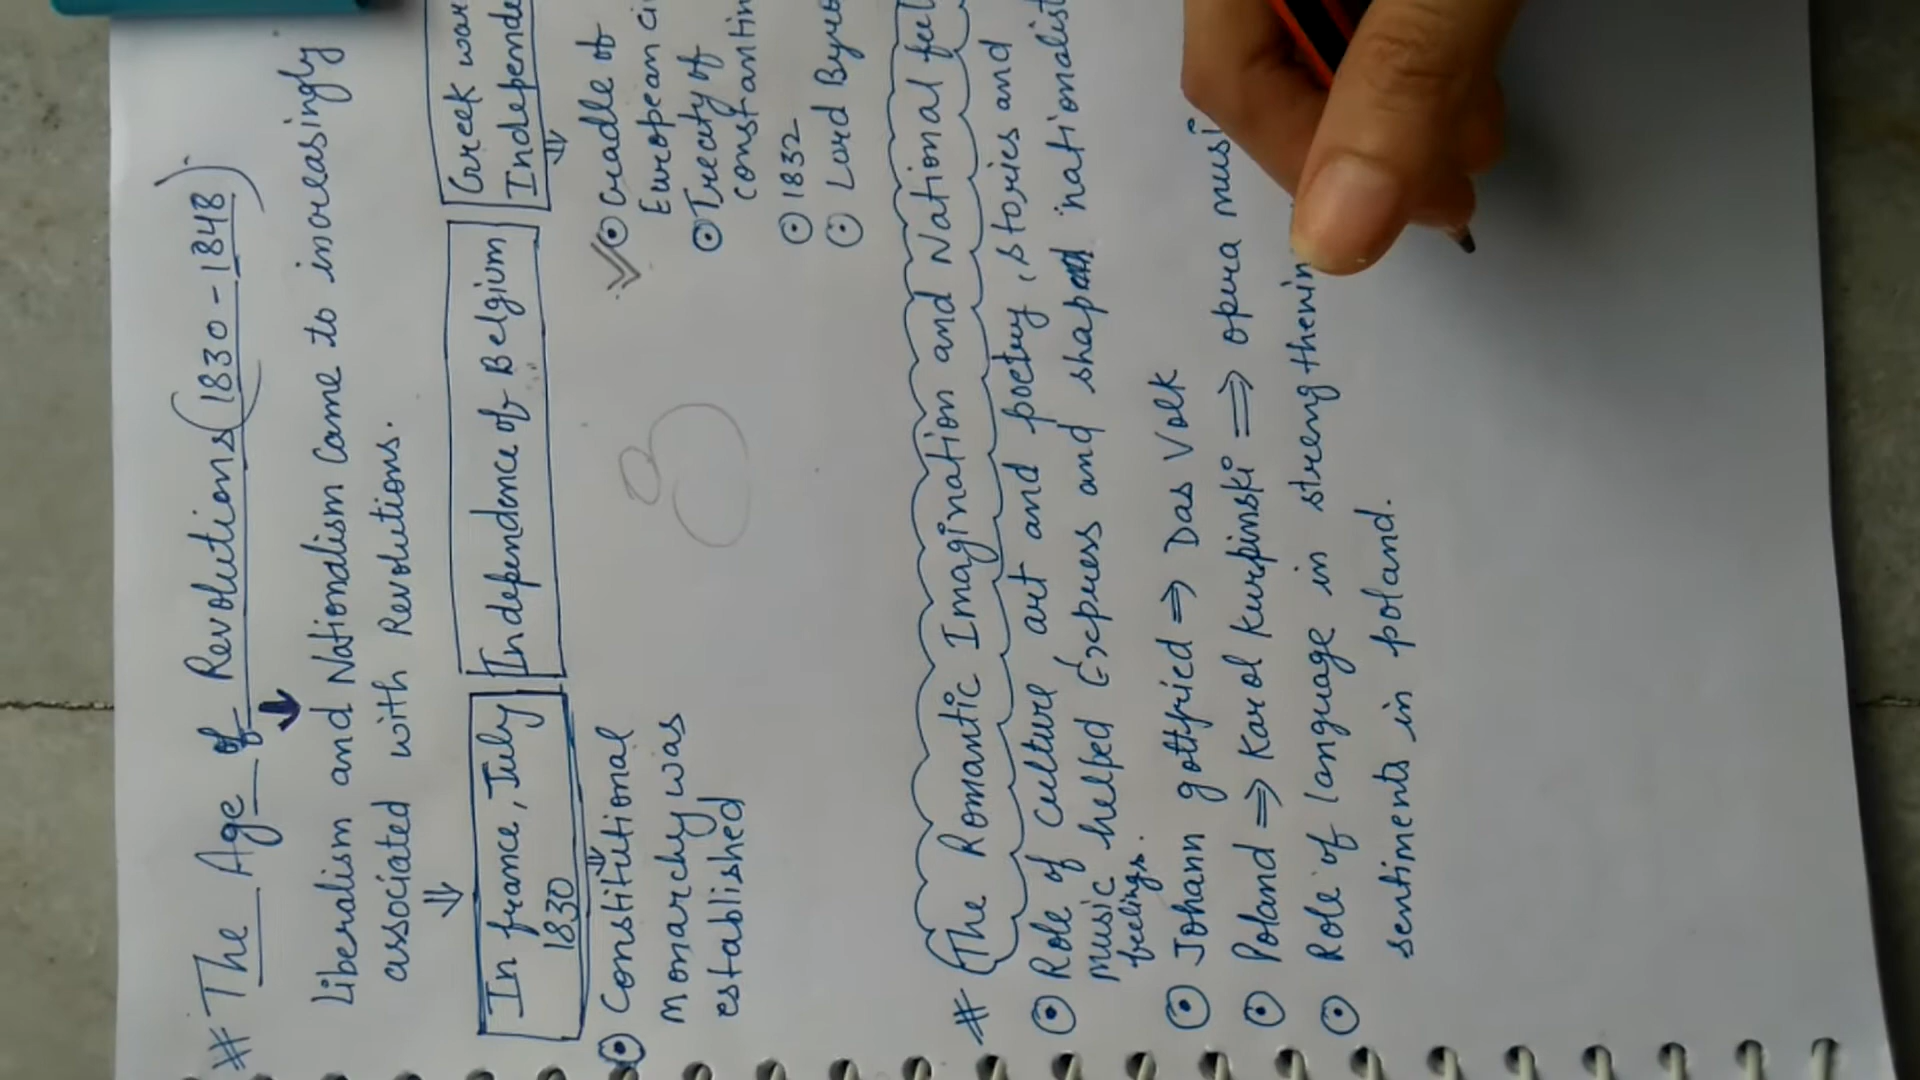 # The Age of Revolutions (1830-1848)
Liberalism and Nationalism Came to increasingly
associated with Revolutions.
In france, July
1830
Constitutional
Monarchy was
established
Independence of Belgium
Greek war
Independe
Cradle of
European ci
Treaty of
Constantin
1832
Lord Byro
# The Romantic Imagination and National feel
Role of culture art and poetry, stories and
music helped Express and shaped nationalist
feelings.
Johann gottfried ⇒ Das Volk
Poland ⇒ Karol Kurpinski ⇒ opera musi
Role of language in strengthenin
sentiments in poland.